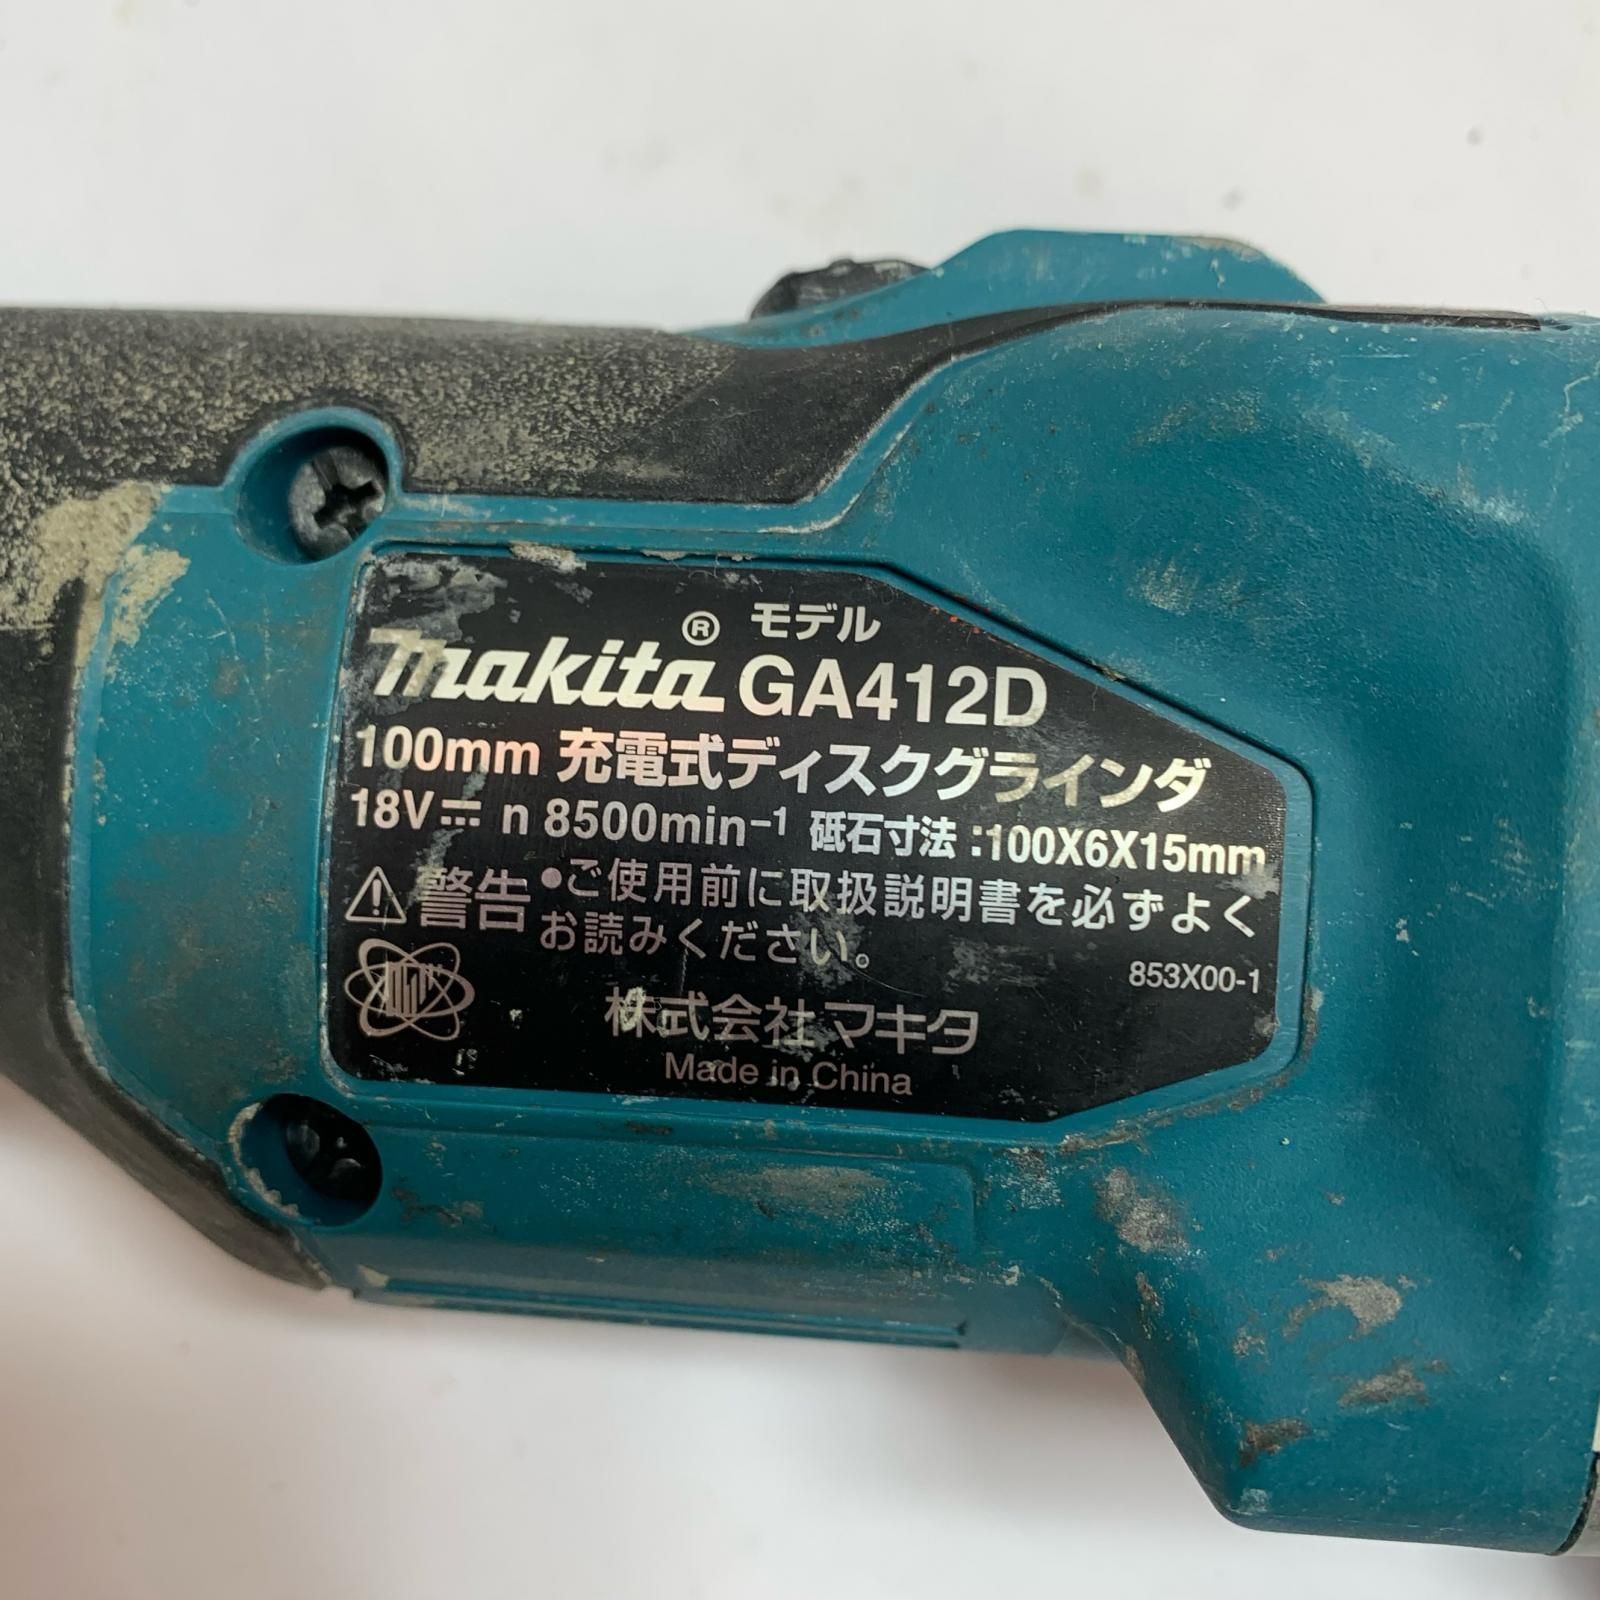 モデル
makita® GA412D
100mm 充電式ディスクグラインダ
18V⎓ n 8500min⁻¹ 砥石寸法:100X6X15mm
⚠警告 ●ご使用前に取扱説明書を必ずよく
お読みください。
853X00-1
株式会社マキタ
Made in China